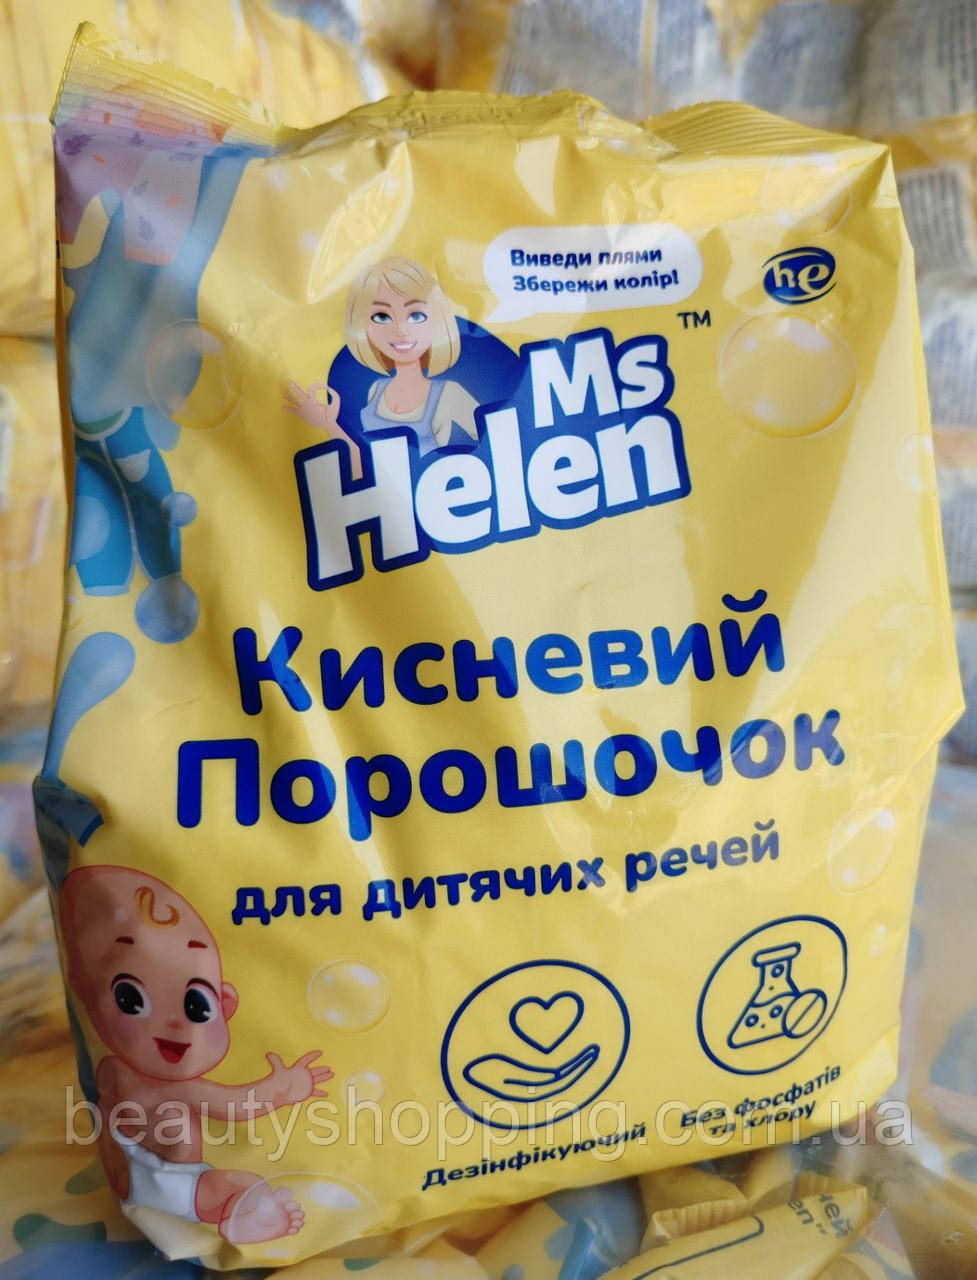 Виведи плями
Збережи колір!
he
TM
Ms
Helen
Кисневий
Порошочок
для дитячих речей
Дезінфікуючий
Без фосфатів
та хлору
beautyshopping.com.ua